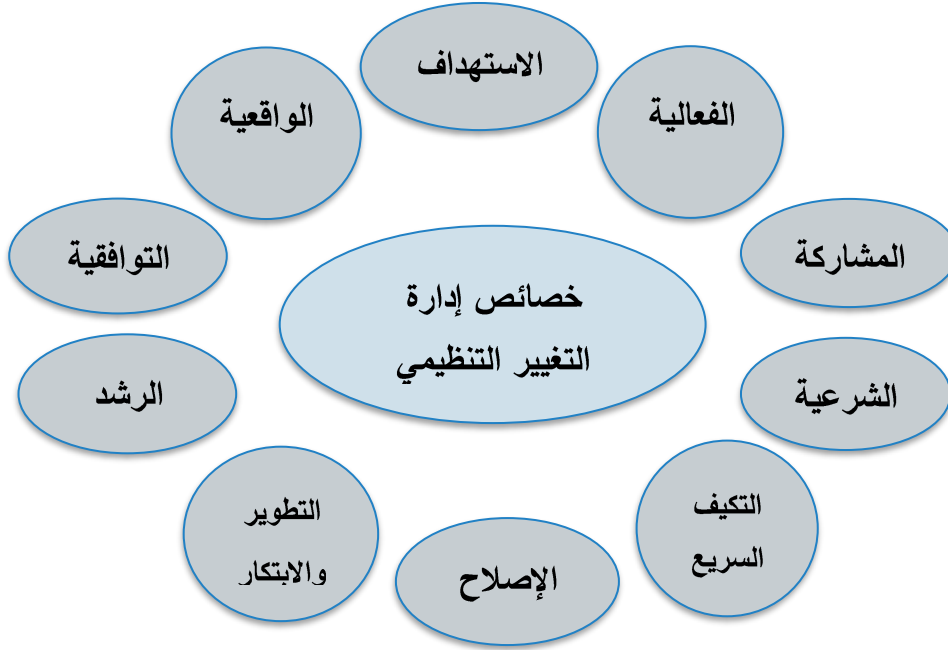 الاستهداف
الفعالية
الواقعية
المشاركة
التوافقية
خصائص إدارة
التغيير التنظيمي
الشرعية
الرشد
التكيف
السريع
التطوير
والابتكار
الإصلاح